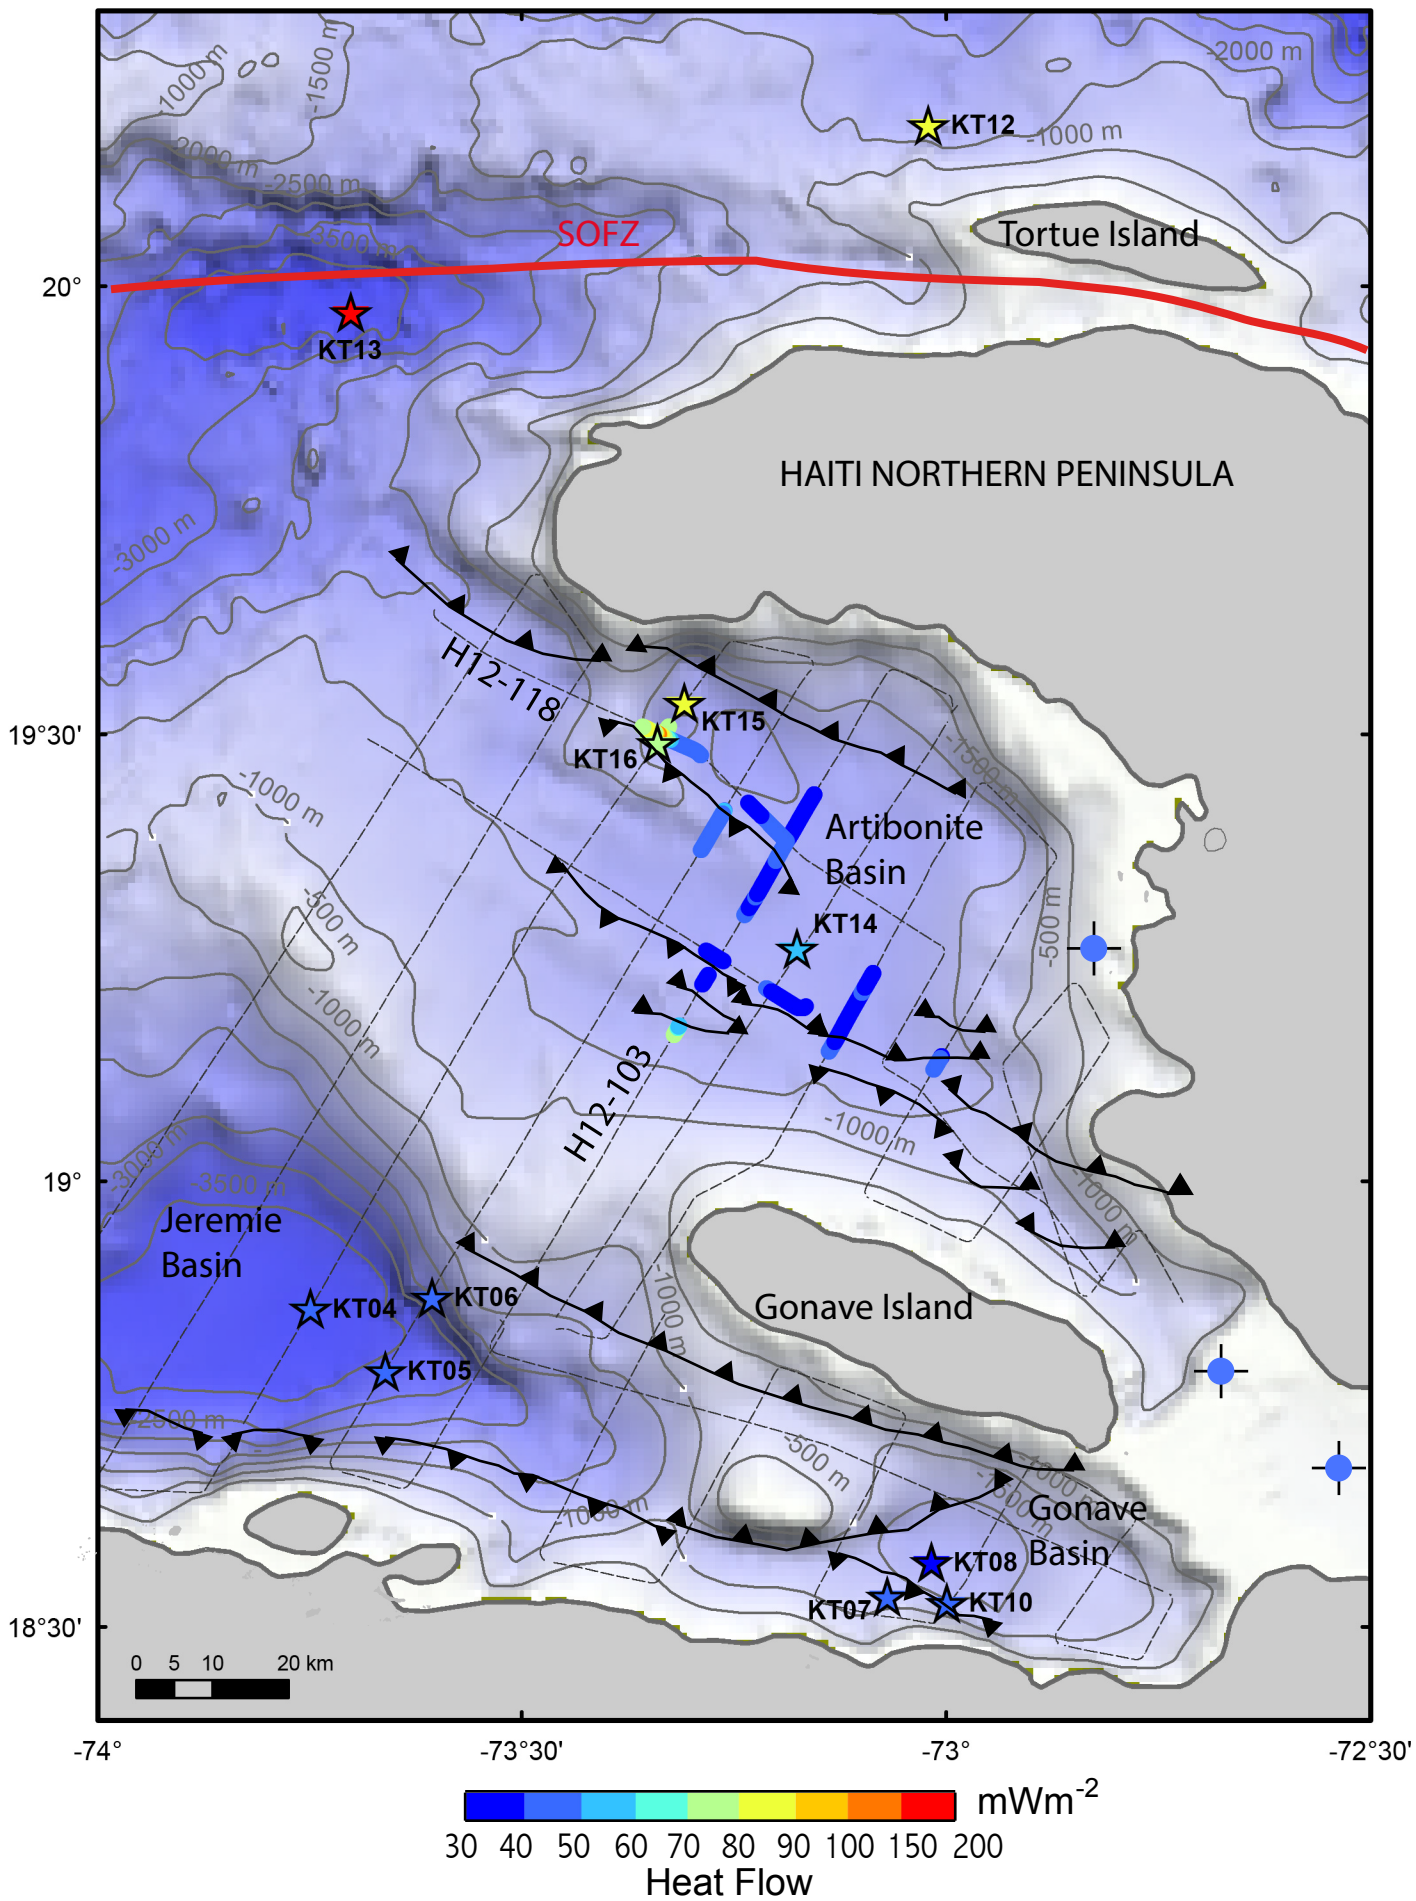 -1000 m
-1500 m
-2000 m
KT12
-1000 m
-2000 m
-2500 m
-3500 m
SOFZ
Tortue Island
20°
KT13
HAITI NORTHERN PENINSULA
-3000 m
H12-118
KT15
19°30'
KT16
-1500 m
-1000 m
Artibonite
Basin
-500 m
KT14
-500 m
-1000 m
H12-103
-1000 m
-3000 m
19°
-3500 m
-1000 m
Jeremie
Basin
KT04
KT06
-1000 m
Gonave Island
KT05
-2500 m
-500 m
-1000 m
-1500 m
-1000 m
Gonave
Basin
KT08
KT07
KT10
18°30'
0 5 10 20 km
-74°
-73°30'
-73°
-72°30'
mWm-2
30 40 50 60 70 80 90 100 150 200
Heat Flow